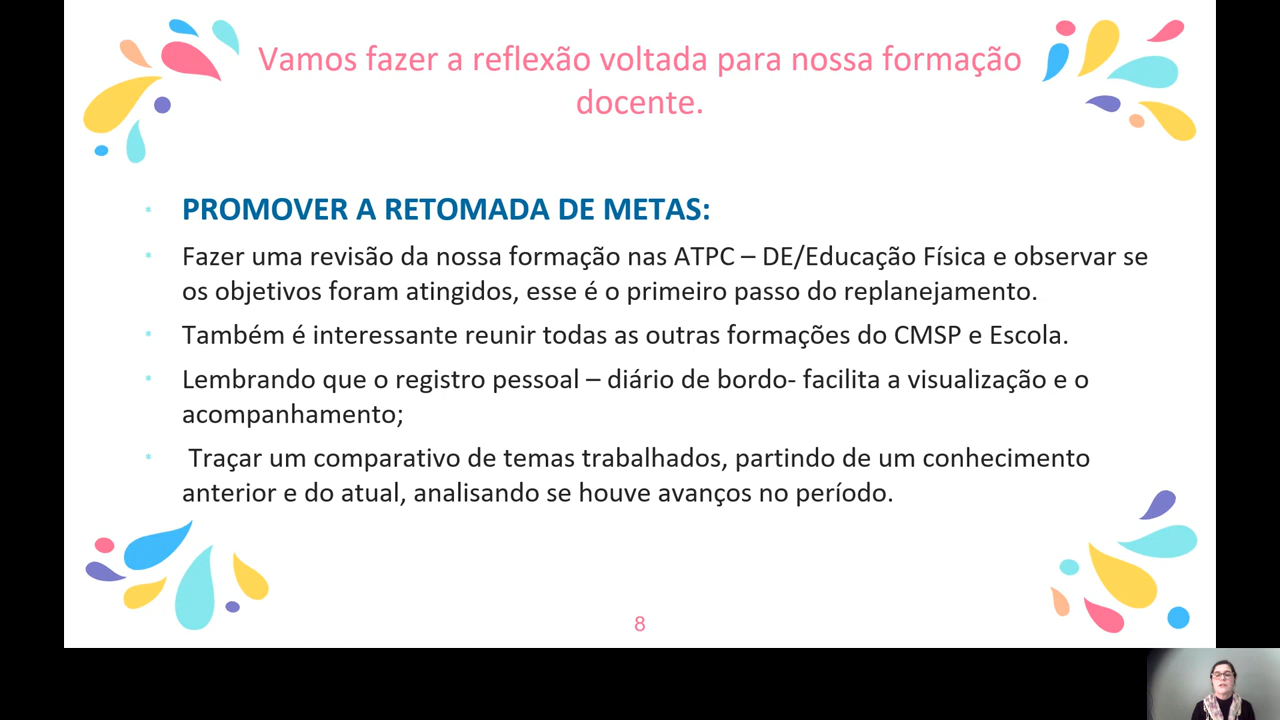 Vamos fazer a reflexão voltada para nossa formação
docente.
PROMOVER A RETOMADA DE METAS:
Fazer uma revisão da nossa formação nas ATPC – DE/Educação Física e observar se
os objetivos foram atingidos, esse é o primeiro passo do replanejamento.
Também é interessante reunir todas as outras formações do CMSP e Escola.
Lembrando que o registro pessoal – diário de bordo- facilita a visualização e o
acompanhamento;
Traçar um comparativo de temas trabalhados, partindo de um conhecimento
anterior e do atual, analisando se houve avanços no período.
8